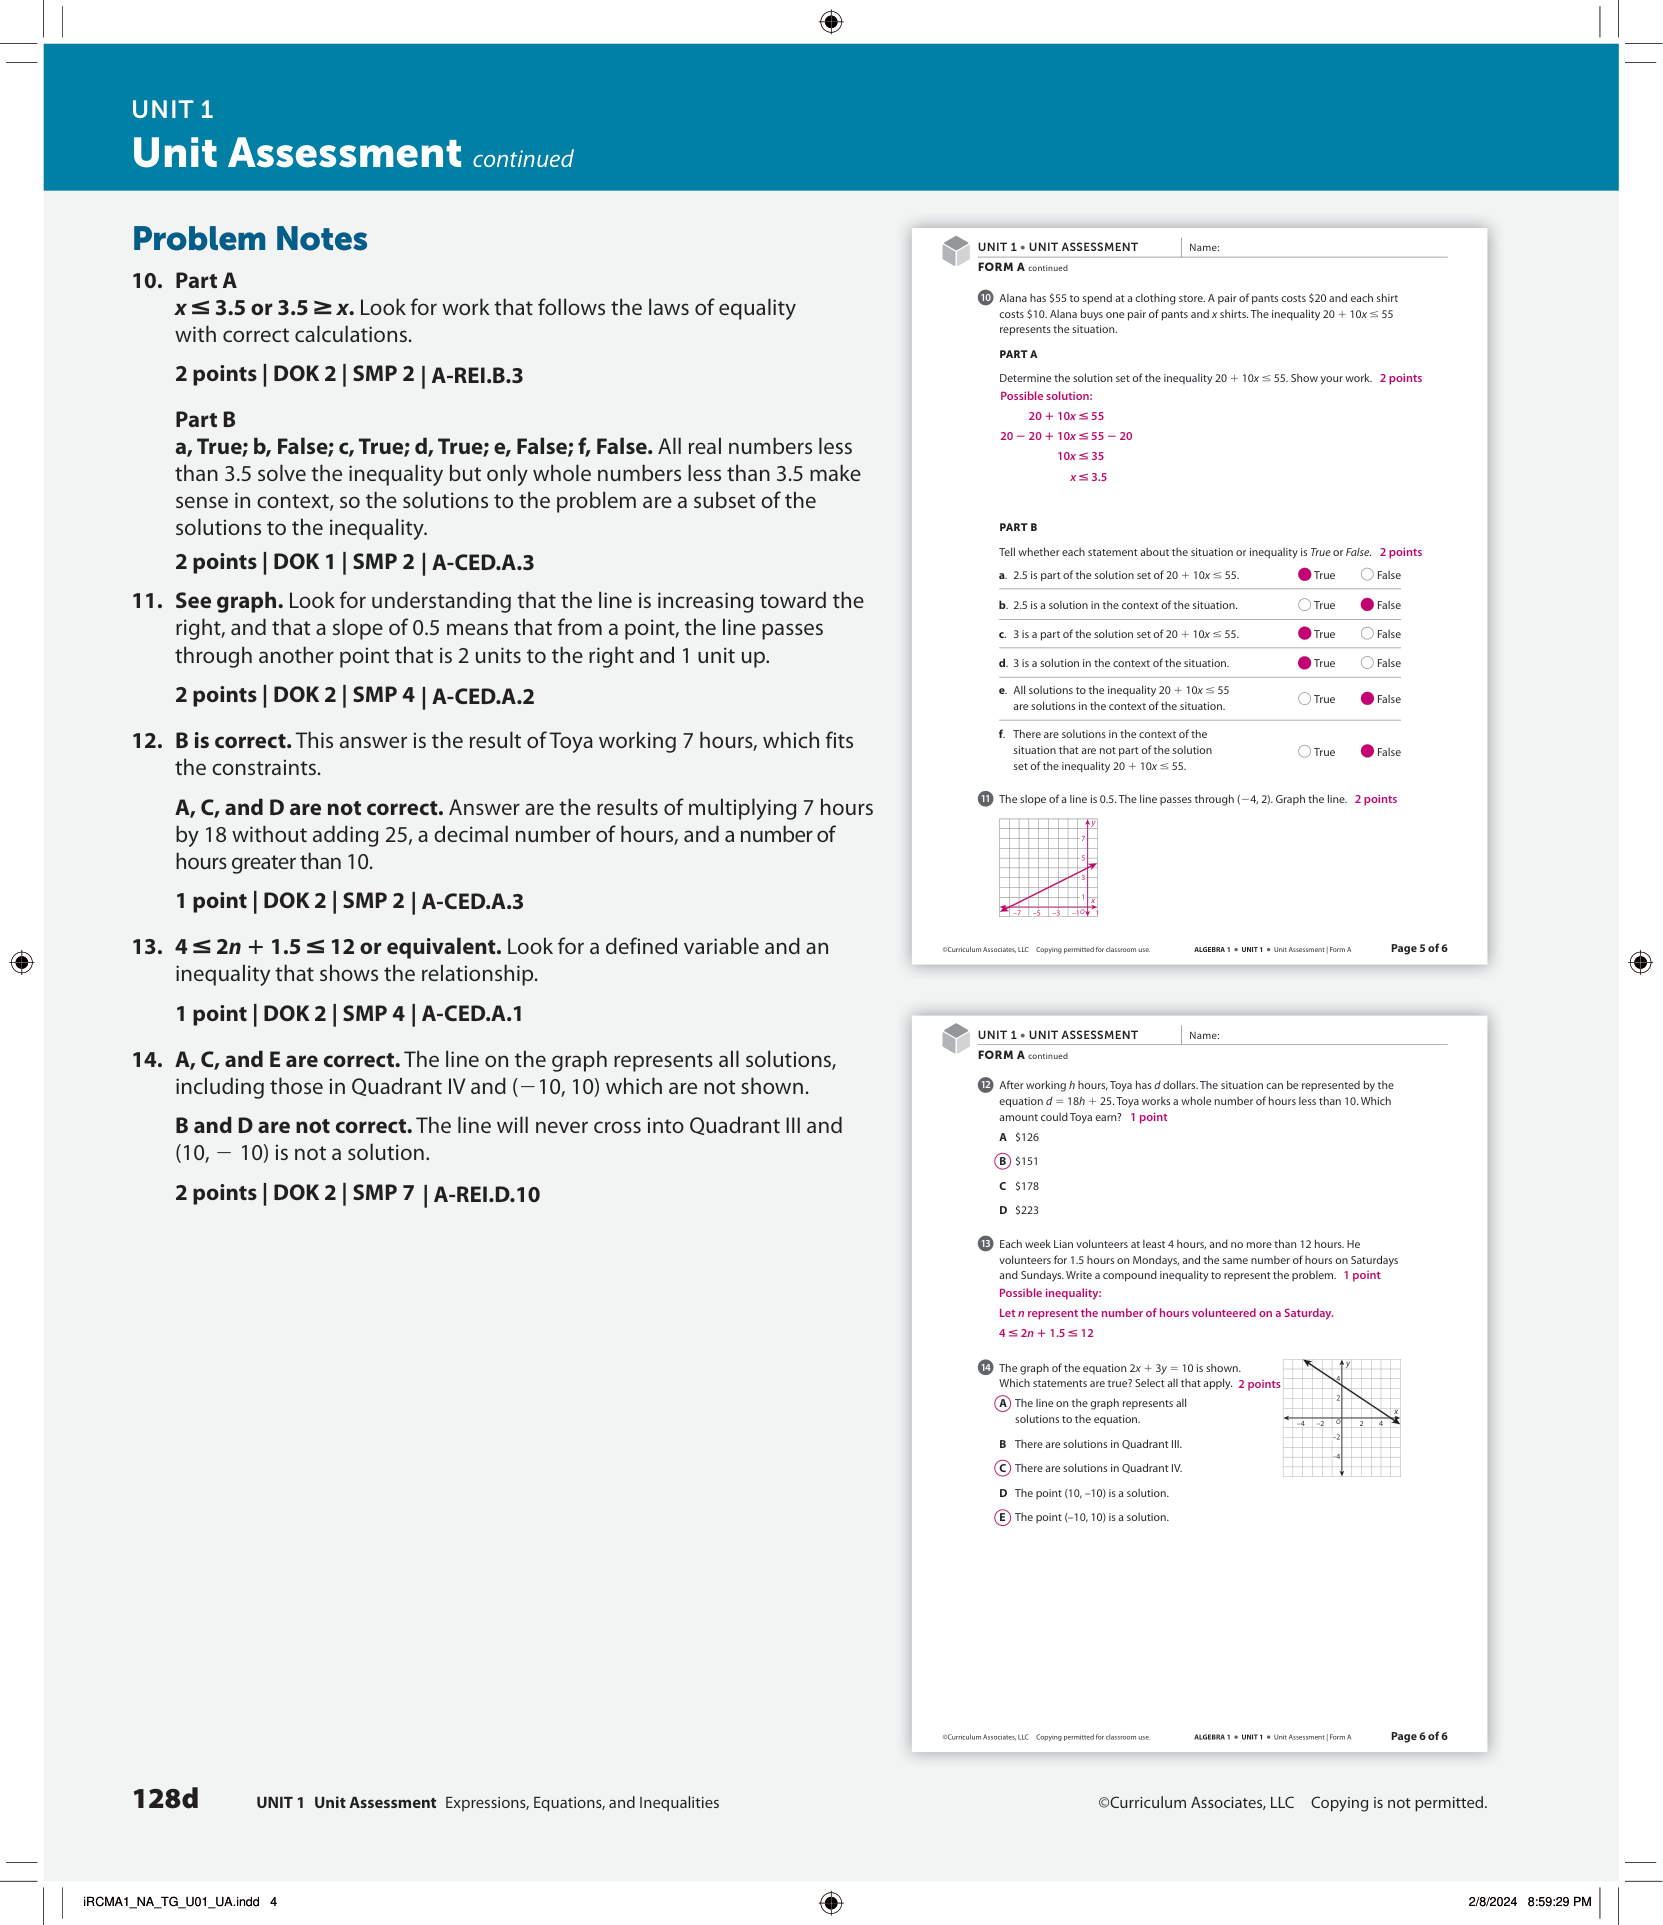 UNIT 1
Unit Assessment continued
Problem Notes
10. Part A
x ≤ 3.5 or 3.5 ≥ x. Look for work that follows the laws of equality
with correct calculations.
2 points | DOK 2 | SMP 2 | A-REI.B.3
Part B
a, True; b, False; c, True; d, True; e, False; f, False. All real numbers less
than 3.5 solve the inequality but only whole numbers less than 3.5 make
sense in context, so the solutions to the problem are a subset of the
solutions to the inequality.
2 points | DOK 1 | SMP 2 | A-CED.A.3
11. See graph. Look for understanding that the line is increasing toward the
right, and that a slope of 0.5 means that from a point, the line passes
through another point that is 2 units to the right and 1 unit up.
2 points | DOK 2 | SMP 4 | A-CED.A.2
12. B is correct. This answer is the result of Toya working 7 hours, which fits
the constraints.
A, C, and D are not correct. Answer are the results of multiplying 7 hours
by 18 without adding 25, a decimal number of hours, and a number of
hours greater than 10.
1 point | DOK 2 | SMP 2 | A-CED.A.3
13. 4 ≤ 2n + 1.5 ≤ 12 or equivalent. Look for a defined variable and an
inequality that shows the relationship.
1 point | DOK 2 | SMP 4 | A-CED.A.1
14. A, C, and E are correct. The line on the graph represents all solutions,
including those in Quadrant IV and (−10, 10) which are not shown.
B and D are not correct. The line will never cross into Quadrant III and
(10, − 10) is not a solution.
2 points | DOK 2 | SMP 7 | A-REI.D.10
UNIT 1 • UNIT ASSESSMENT Name:
FORM A continued
10 Alana has $55 to spend at a clothing store. A pair of pants costs $20 and each shirt
costs $10. Alana buys one pair of pants and x shirts. The inequality 20 + 10x ≤ 55
represents the situation.
PART A
Determine the solution set of the inequality 20 + 10x ≤ 55. Show your work. 2 points
Possible solution:
20 + 10x ≤ 55
20 − 20 + 10x ≤ 55 − 20
10x ≤ 35
x ≤ 3.5
PART B
Tell whether each statement about the situation or inequality is True or False. 2 points
a. 2.5 is part of the solution set of 20 + 10x ≤ 55. True False
b. 2.5 is a solution in the context of the situation. True False
c. 3 is a part of the solution set of 20 + 10x ≤ 55. True False
d. 3 is a solution in the context of the situation. True False
e. All solutions to the inequality 20 + 10x ≤ 55
are solutions in the context of the situation. True False
f. There are solutions in the context of the
situation that are not part of the solution True False
set of the inequality 20 + 10x ≤ 55.
11 The slope of a line is 0.5. The line passes through (−4, 2). Graph the line. 2 points
y
7
5
3
1 x
−7 −5 −3 −1 O 1
©Curriculum Associates, LLC Copying permitted for classroom use. ALGEBRA 1 • UNIT 1 • Unit Assessment | Form A Page 5 of 6
UNIT 1 • UNIT ASSESSMENT Name:
FORM A continued
12 After working h hours, Toya has d dollars. The situation can be represented by the
equation d = 18h + 25. Toya works a whole number of hours less than 10. Which
amount could Toya earn? 1 point
A $126
B $151
C $178
D $223
13 Each week Lian volunteers at least 4 hours, and no more than 12 hours. He
volunteers for 1.5 hours on Mondays, and the same number of hours on Saturdays
and Sundays. Write a compound inequality to represent the problem. 1 point
Possible inequality:
Let n represent the number of hours volunteered on a Saturday.
4 ≤ 2n + 1.5 ≤ 12
14 The graph of the equation 2x + 3y = 10 is shown.
Which statements are true? Select all that apply. 2 points
A The line on the graph represents all
solutions to the equation.
B There are solutions in Quadrant III.
C There are solutions in Quadrant IV.
D The point (10, –10) is a solution.
E The point (–10, 10) is a solution.
y
4
2
x
−4 −2 O 2 4
−2
−4
©Curriculum Associates, LLC Copying permitted for classroom use. ALGEBRA 1 • UNIT 1 • Unit Assessment | Form A Page 6 of 6
128d UNIT 1 Unit Assessment Expressions, Equations, and Inequalities ©Curriculum Associates, LLC Copying is not permitted.
iRCMA1_NA_TG_U01_UA.indd 4 2/8/2024 8:59:29 PM